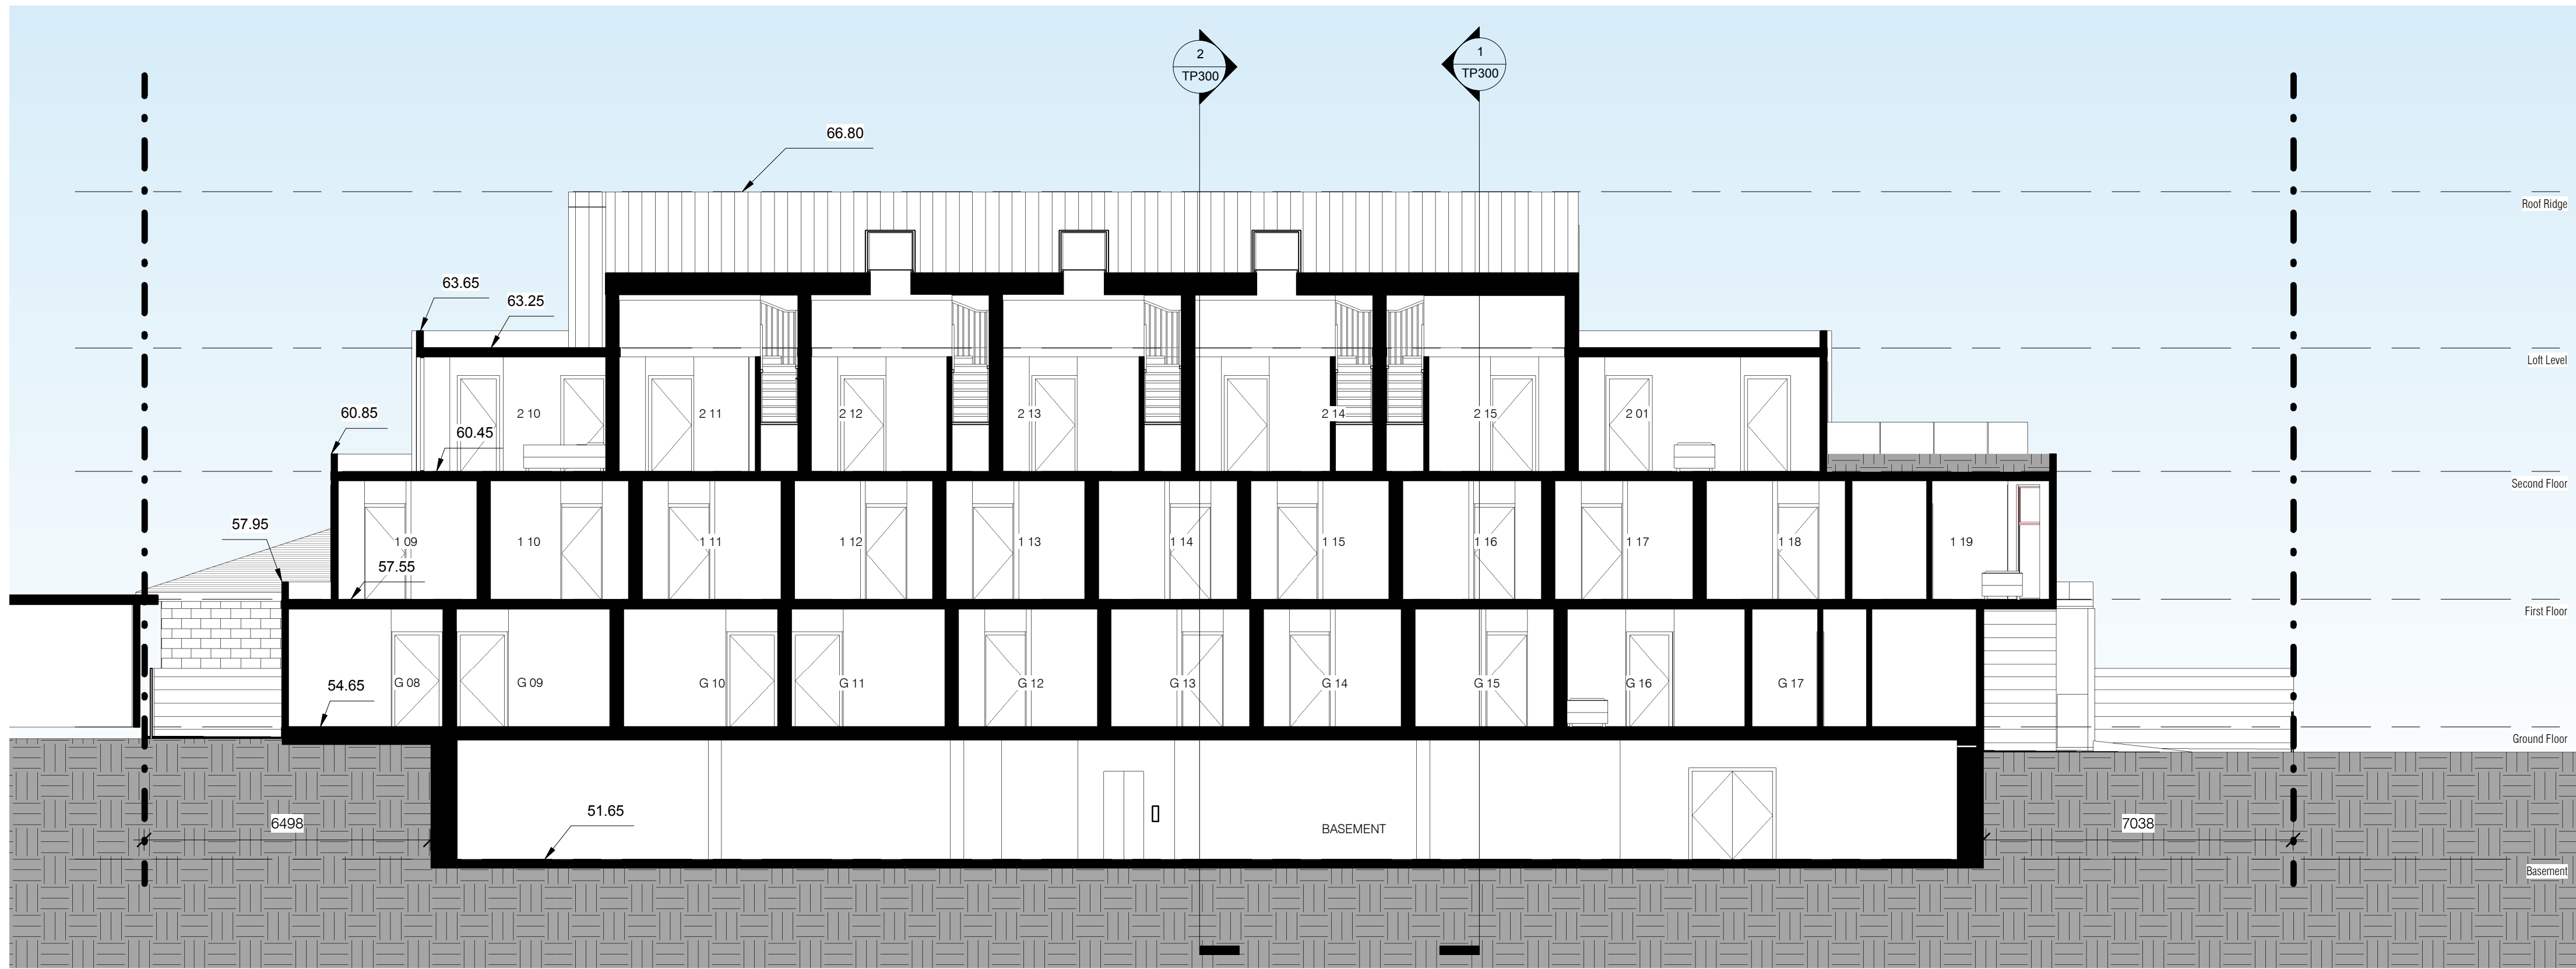 2
TP300
1
TP300
66.80
Roof Ridge
63.65
63.25
Loft Level
60.85
60.45
2 10
2 11
2 12
2 13
2 14
2 15
2 01
Second Floor
57.95
57.55
1 09
1 10
1 11
1 12
1 13
1 14
1 15
1 16
1 17
1 18
1 19
First Floor
54.65
G 08
G 09
G 10
G 11
G 12
G 13
G 14
G 15
G 16
G 17
Ground Floor
6498
51.65
BASEMENT
7038
Basement